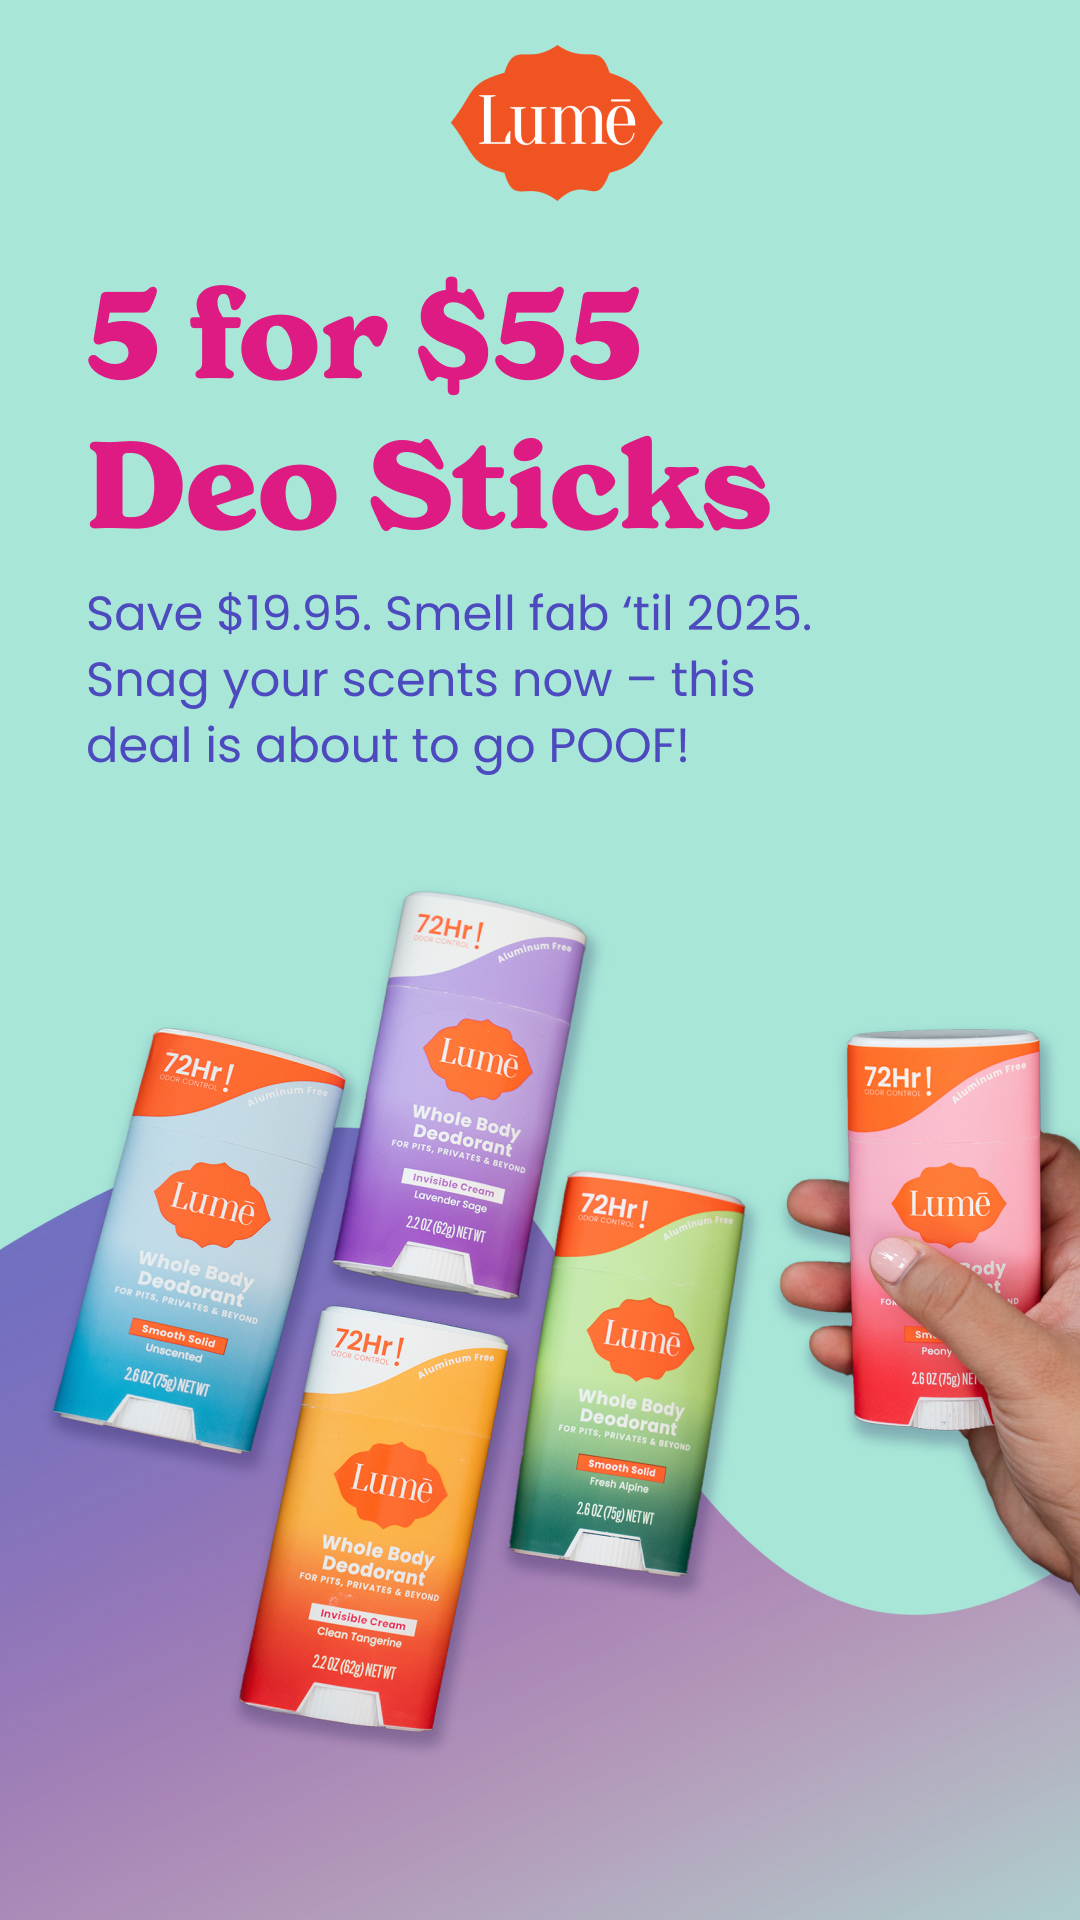 Lumē
5 for $55
Deo Sticks
Save $19.95. Smell fab ‘til 2025.
Snag your scents now – this
deal is about to go POOF!
72Hr!
ODOR CONTROL
Aluminum Free
Lumē
Whole Body
Deodorant
FOR PITS, PRIVATES & BEYOND
Invisible Cream
Lavender Sage
2.2 OZ (62g) NET WT
72Hr!
ODOR CONTROL
Aluminum Free
Lumē
Whole Body
Deodorant
FOR PITS, PRIVATES & BEYOND
Smooth Solid
Unscented
2.6 OZ (75g) NET WT
72Hr!
ODOR CONTROL
Aluminum Free
Lumē
Whole Body
Deodorant
FOR PITS, PRIVATES & BEYOND
Smooth Solid
Fresh Alpine
2.6 OZ (75g) NET WT
72Hr!
ODOR CONTROL
Aluminum Free
Lumē
Whole Body
Deodorant
FOR PITS, PRIVATES & BEYOND
Invisible Cream
Clean Tangerine
2.2 OZ (62g) NET WT
72Hr!
ODOR CONTROL
Aluminum Free
Lumē
Peony
2.6 OZ (75g)